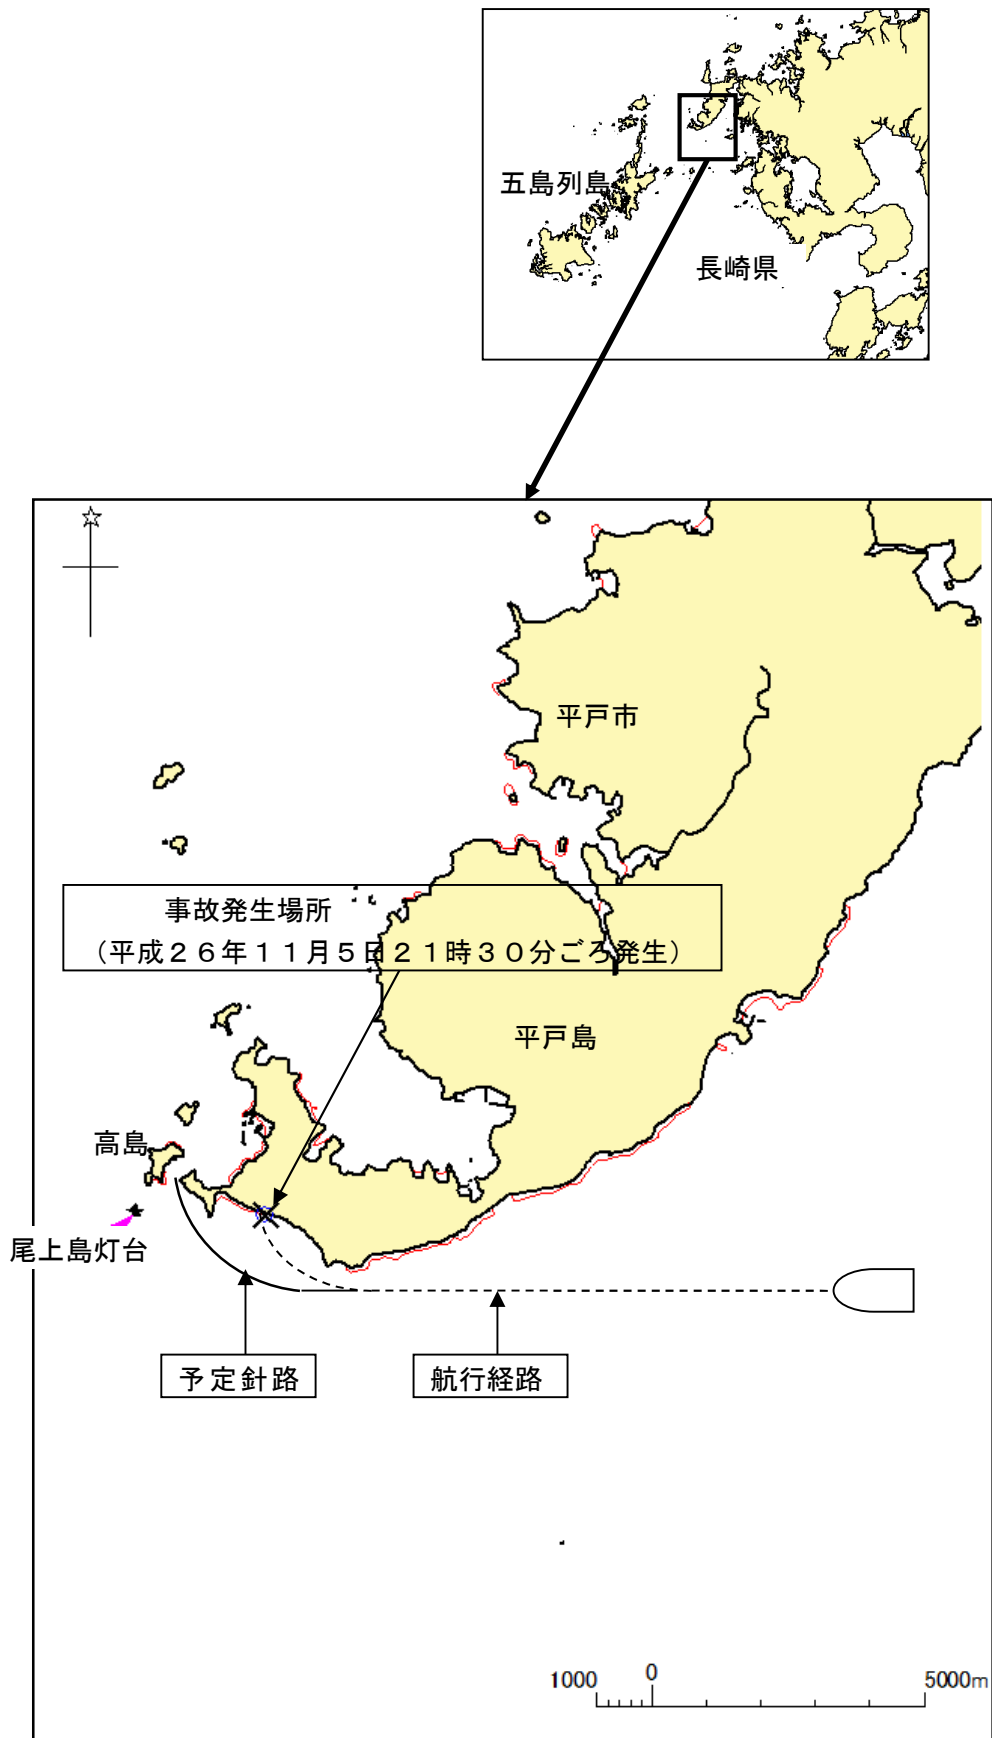 五島列島
長崎県
平戸市
事故発生場所
（平成２６年１１月５日２１時３０分ごろ発生）
平戸島
高島
尾上島灯台
予定針路
航行経路
1000 0 5000m